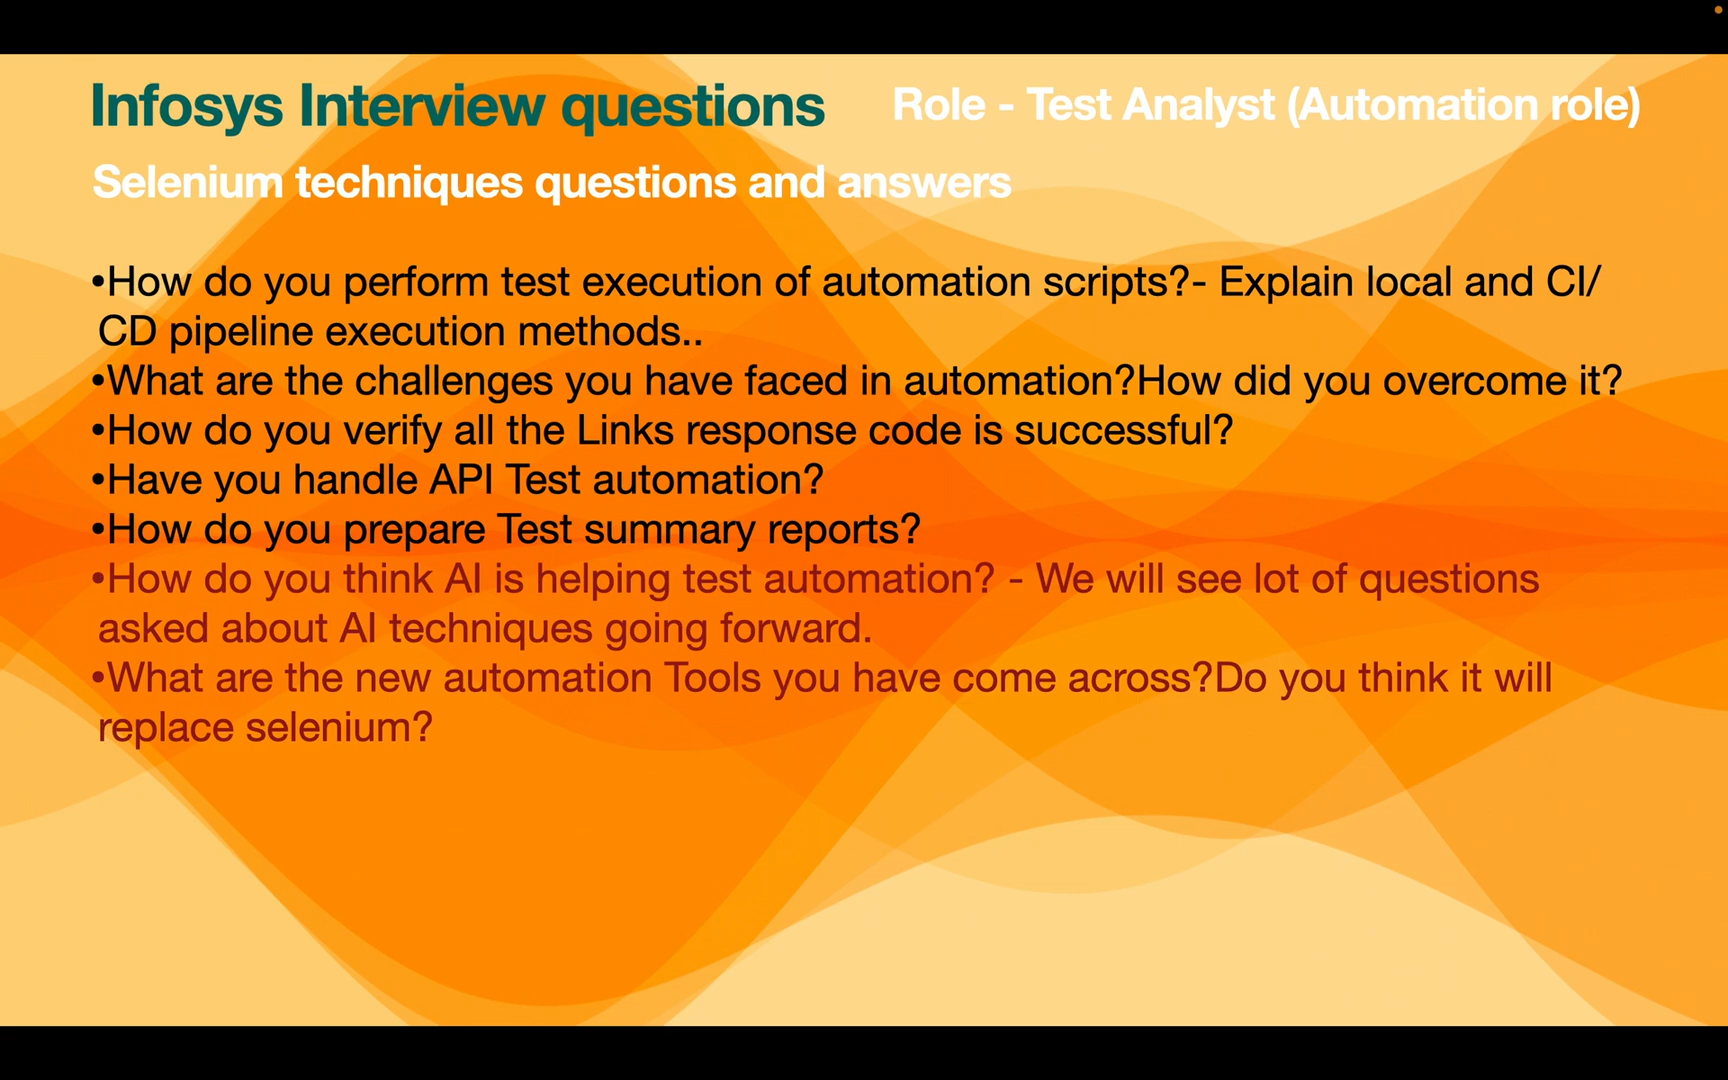 Infosys Interview questions
Role - Test Analyst (Automation role)
Selenium techniques questions and answers
•How do you perform test execution of automation scripts?- Explain local and CI/
CD pipeline execution methods..
•What are the challenges you have faced in automation?How did you overcome it?
•How do you verify all the Links response code is successful?
•Have you handle API Test automation?
•How do you prepare Test summary reports?
•How do you think AI is helping test automation? - We will see lot of questions
asked about AI techniques going forward.
•What are the new automation Tools you have come across?Do you think it will
replace selenium?